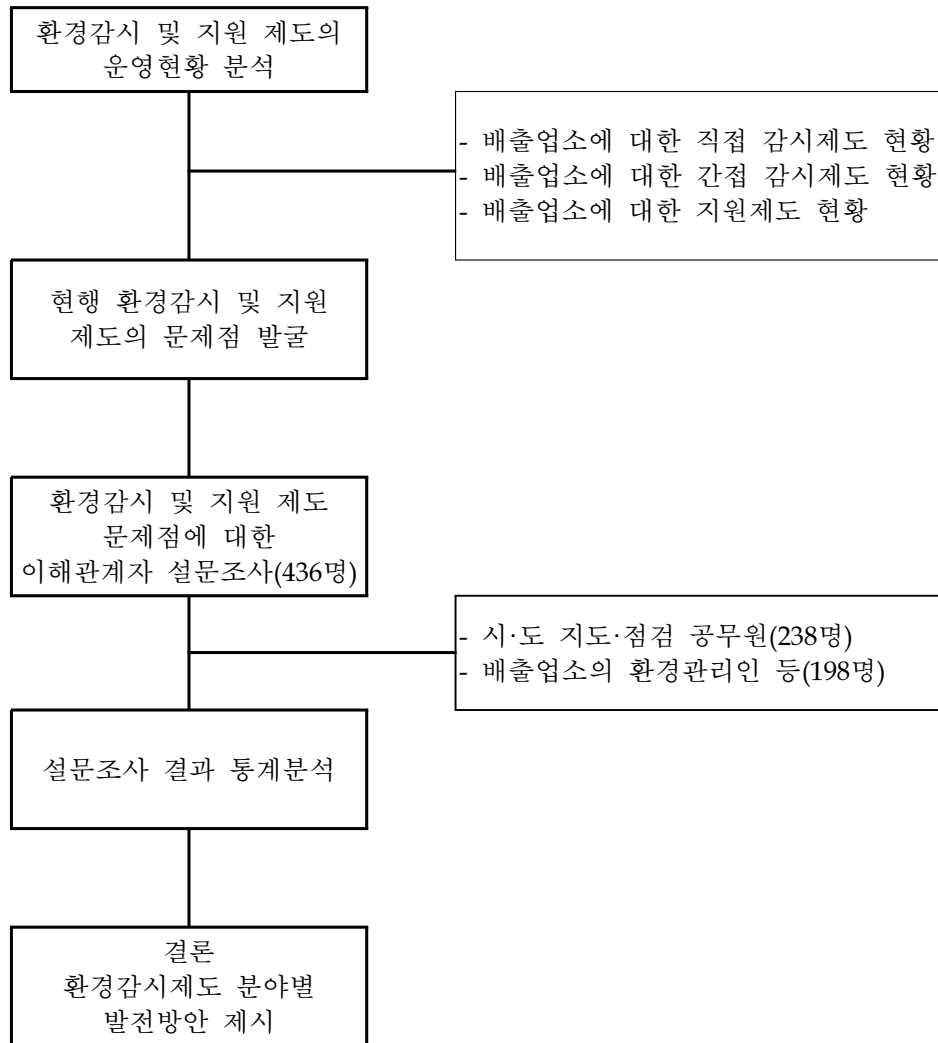 환경감시 및 지원 제도의
운영현황 분석
- 배출업소에 대한 직접 감시제도 현황
- 배출업소에 대한 간접 감시제도 현황
- 배출업소에 대한 지원제도 현황
현행 환경감시 및 지원
제도의 문제점 발굴
환경감시 및 지원 제도
문제점에 대한
이해관계자 설문조사(436명)
- 시·도 지도·점검 공무원(238명)
- 배출업소의 환경관리인 등(198명)
설문조사 결과 통계분석
결론
환경감시제도 분야별
발전방안 제시